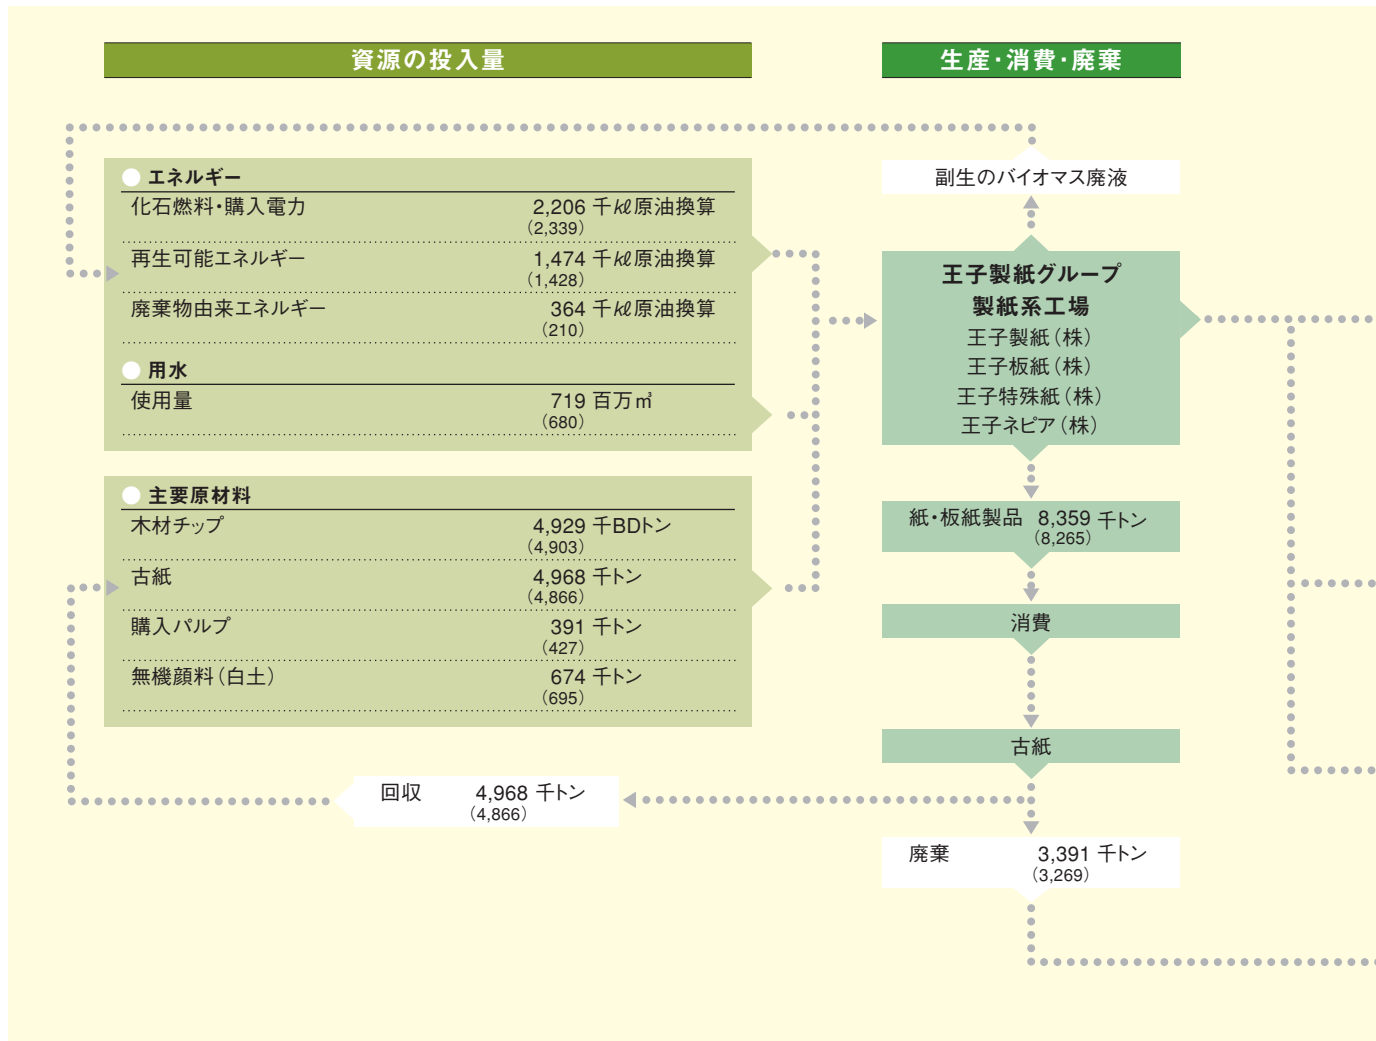 資源の投入量
エネルギー
化石燃料・購入電力 2,206 千㎘原油換算
(2,339)
再生可能エネルギー 1,474 千㎘原油換算
(1,428)
廃棄物由来エネルギー 364 千㎘原油換算
(210)
用水
使用量 719 百万㎥
(680)
主要原材料
木材チップ 4,929 千BDトン
(4,903)
古紙 4,968 千トン
(4,866)
購入パルプ 391 千トン
(427)
無機顔料(白土) 674 千トン
(695)
回収 4,968 千トン
(4,866)
生産・消費・廃棄
副生のバイオマス廃液
王子製紙グループ
製紙系工場
王子製紙(株)
王子板紙(株)
王子特殊紙(株)
王子ネピア(株)
紙・板紙製品 8,359 千トン
(8,265)
消費
古紙
廃棄 3,391 千トン
(3,269)